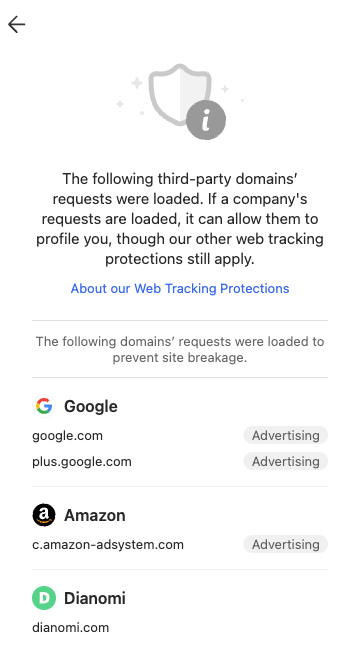 The following third-party domains’
requests were loaded. If a company's
requests are loaded, it can allow them to
profile you, though our other web tracking
protections still apply.
About our Web Tracking Protections
The following domains’ requests were loaded to
prevent site breakage.
Google
google.com Advertising
plus.google.com Advertising
Amazon
c.amazon-adsystem.com Advertising
D Dianomi
dianomi.com